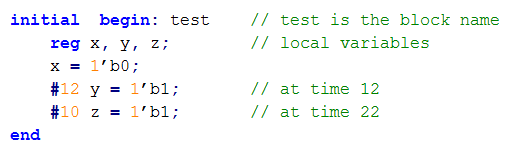 initial  begin: test    // test is the block name
    reg x, y, z;        // local variables
    x = 1’b0;
    #12 y = 1’b1;       // at time 12
    #10 z = 1’b1;       // at time 22
end